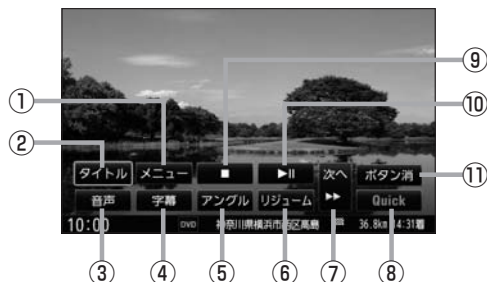 ⑨
① ⑩
② タイトル メニュー ■ ▶II 次へ ▶▶ ボタン消 ⑪
音声 字幕 アングル リジューム Quick
10:00 DVD 神奈川県横浜市西区高島 36.8km 14:31着
③ ④ ⑤ ⑥ ⑦ ⑧